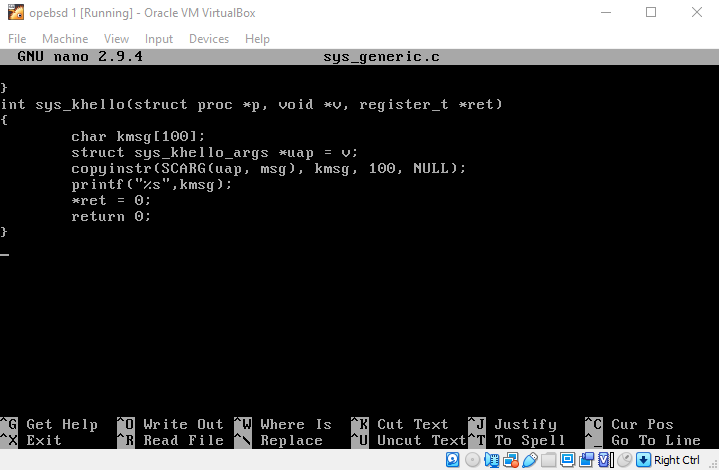 opebsd 1 [Running] - Oracle VM VirtualBox
File Machine View Input Devices Help
GNU nano 2.9.4 sys_generic.c
}
int sys_khello(struct proc *p, void *v, register_t *ret)
{
char kmsg[100];
struct sys_khello_args *uap = v;
copyinstr(SCARG(uap, msg), kmsg, 100, NULL);
printf("%s",kmsg);
*ret = 0;
return 0;
}
^G Get Help ^O Write Out ^W Where Is ^K Cut Text ^J Justify ^C Cur Pos
^X Exit ^R Read File ^\ Replace ^U Uncut Text ^T To Spell ^_ Go To Line
Right Ctrl